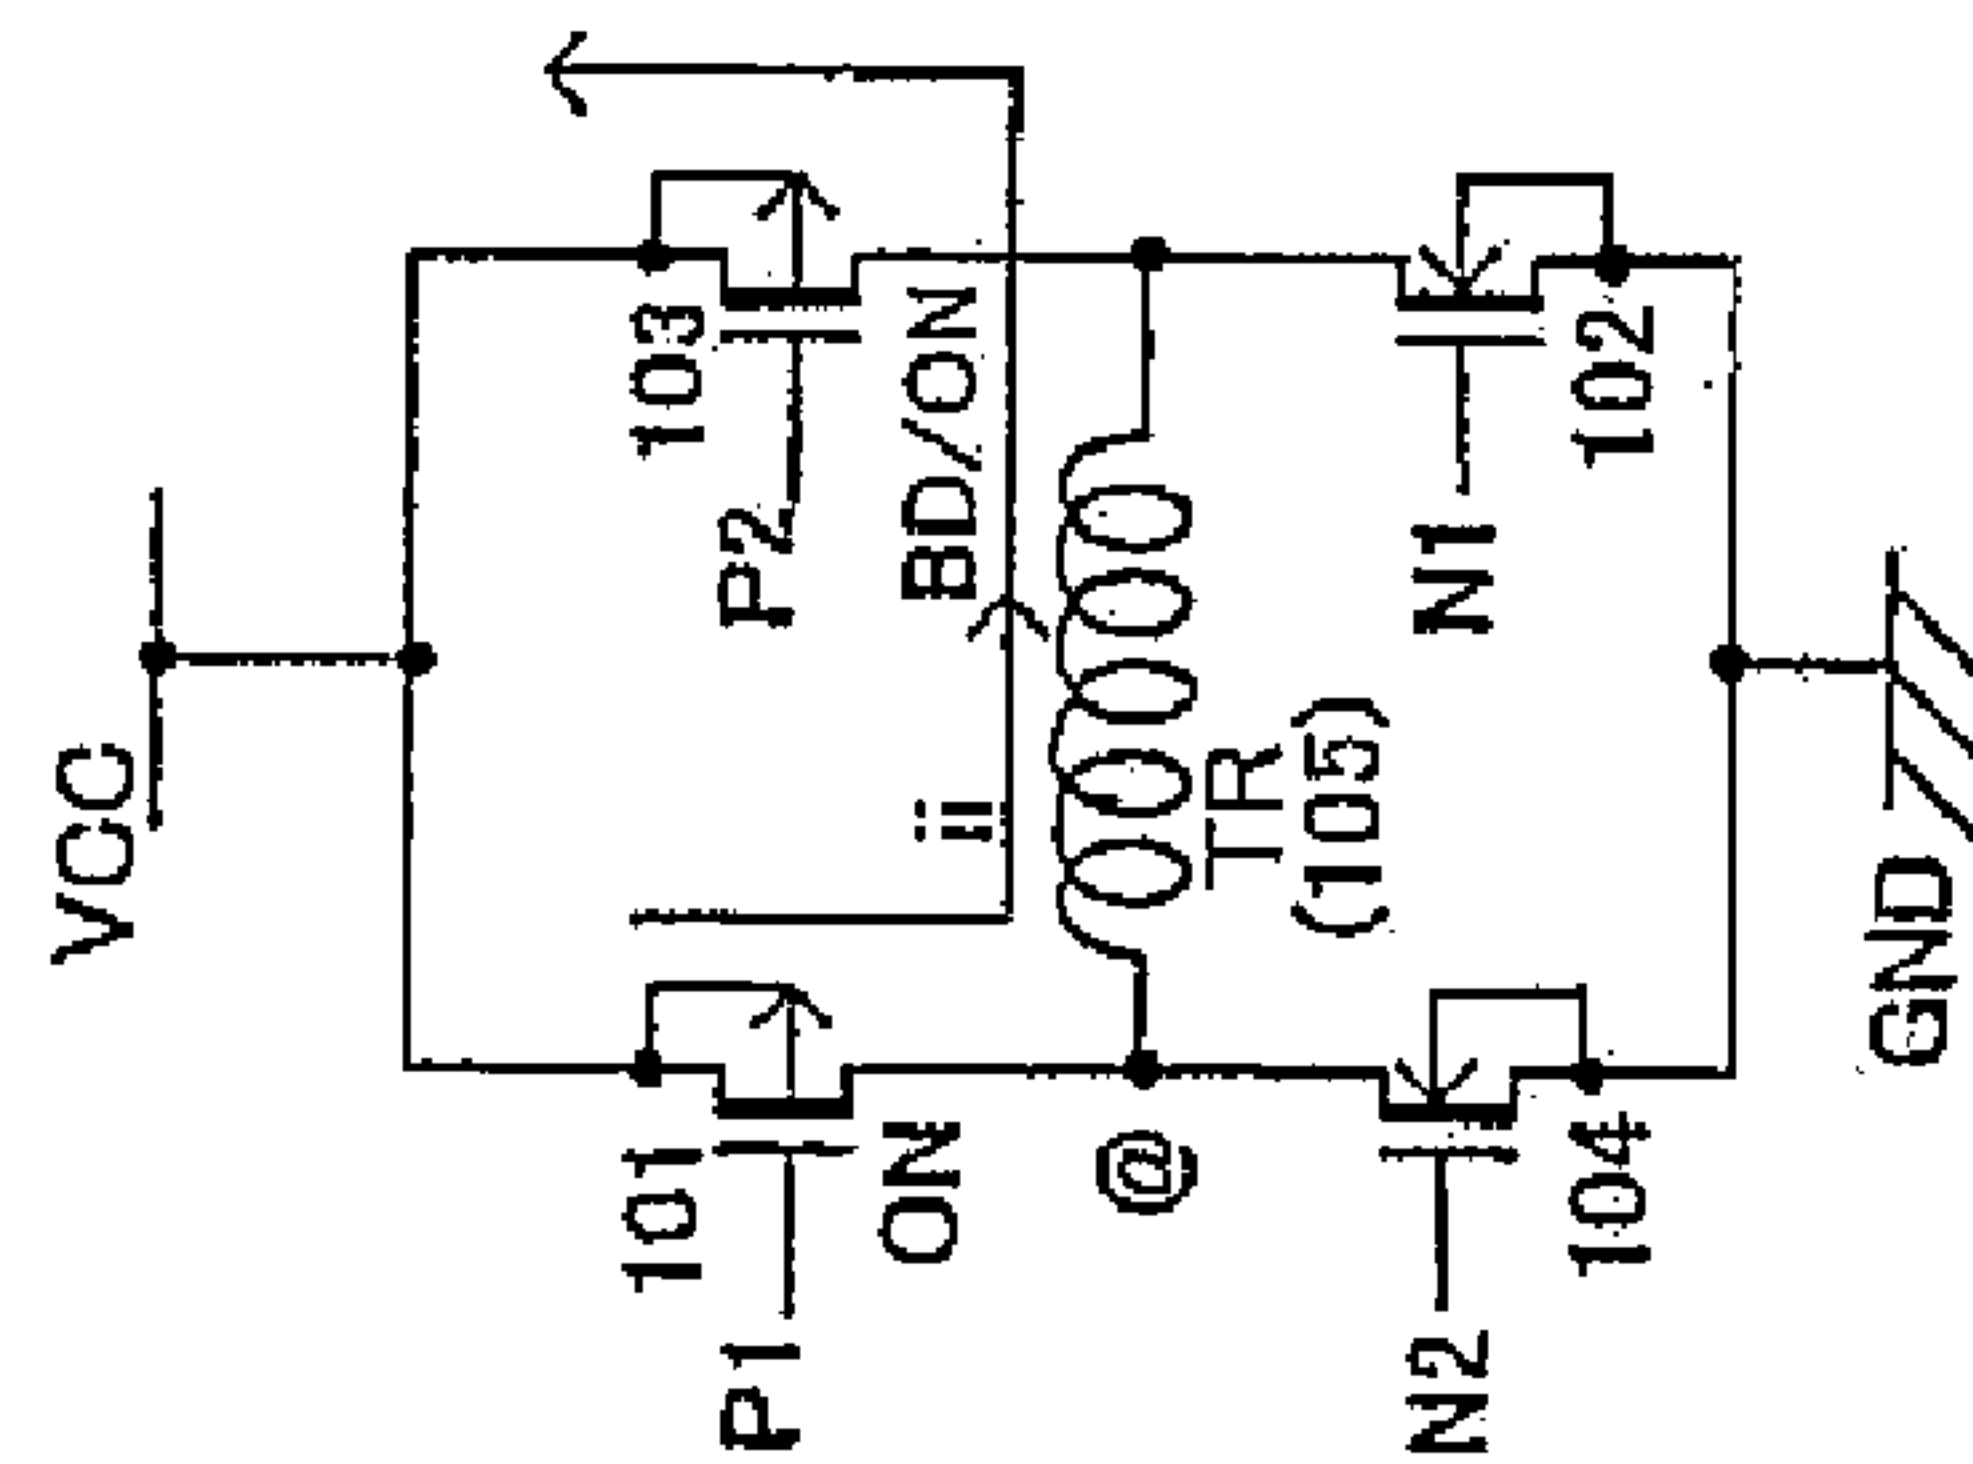 VCC
101
103
P1
P2
ON
ii
BD/ON
@
TR
(105)
N2
N1
104
102
GND